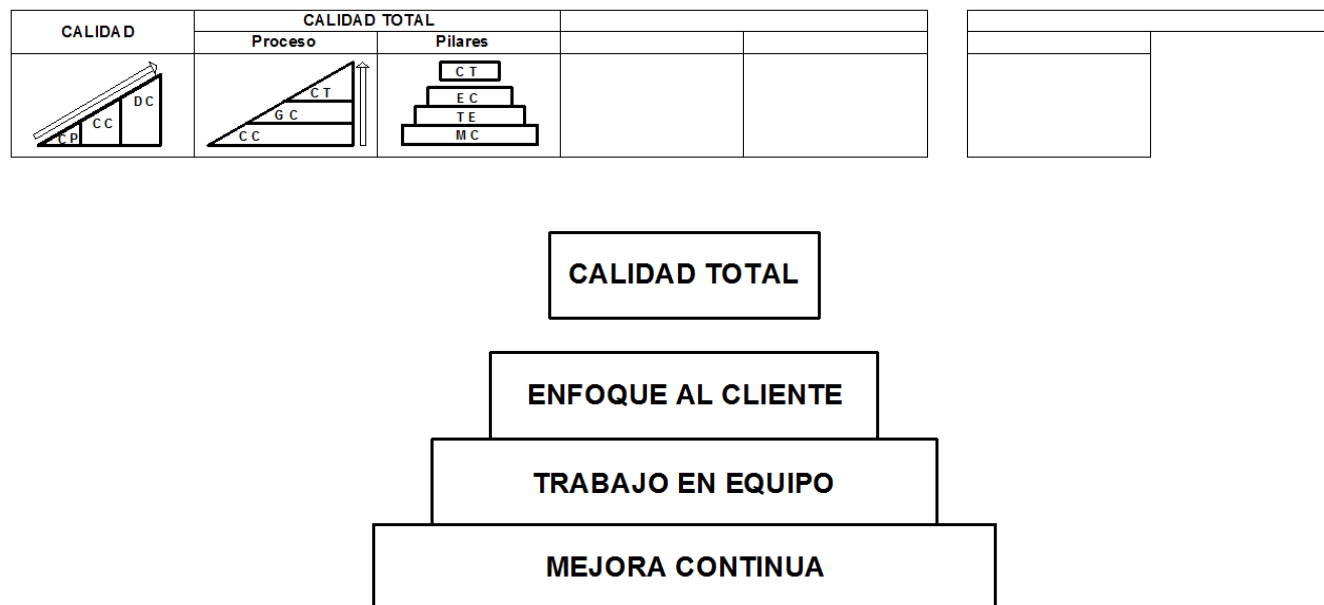 CALIDAD
CALIDAD TOTAL
Proceso
Pilares
CP
CC
DC
CT
GC
CC
CT
EC
TE
MC
CALIDAD TOTAL
ENFOQUE AL CLIENTE
TRABAJO EN EQUIPO
MEJORA CONTINUA